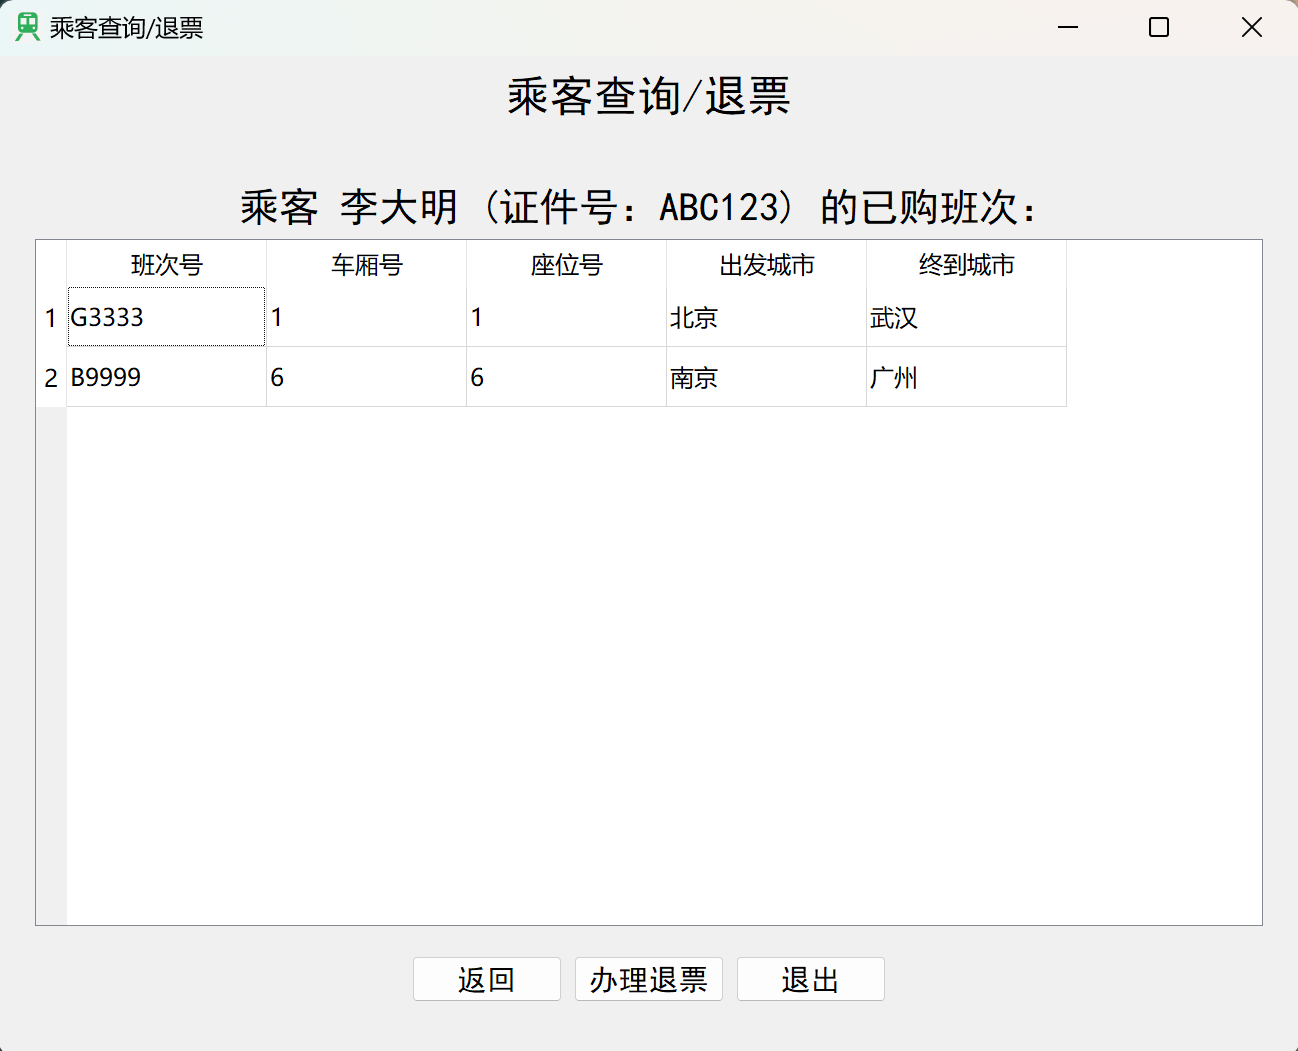 乘客查询/退票
乘客查询/退票
乘客 李大明 (证件号: ABC123) 的已购班次:
班次号 车厢号 座位号 出发城市 终到城市
1 G3333 1 1 北京 武汉
2 B9999 6 6 南京 广州
返回 办理退票 退出